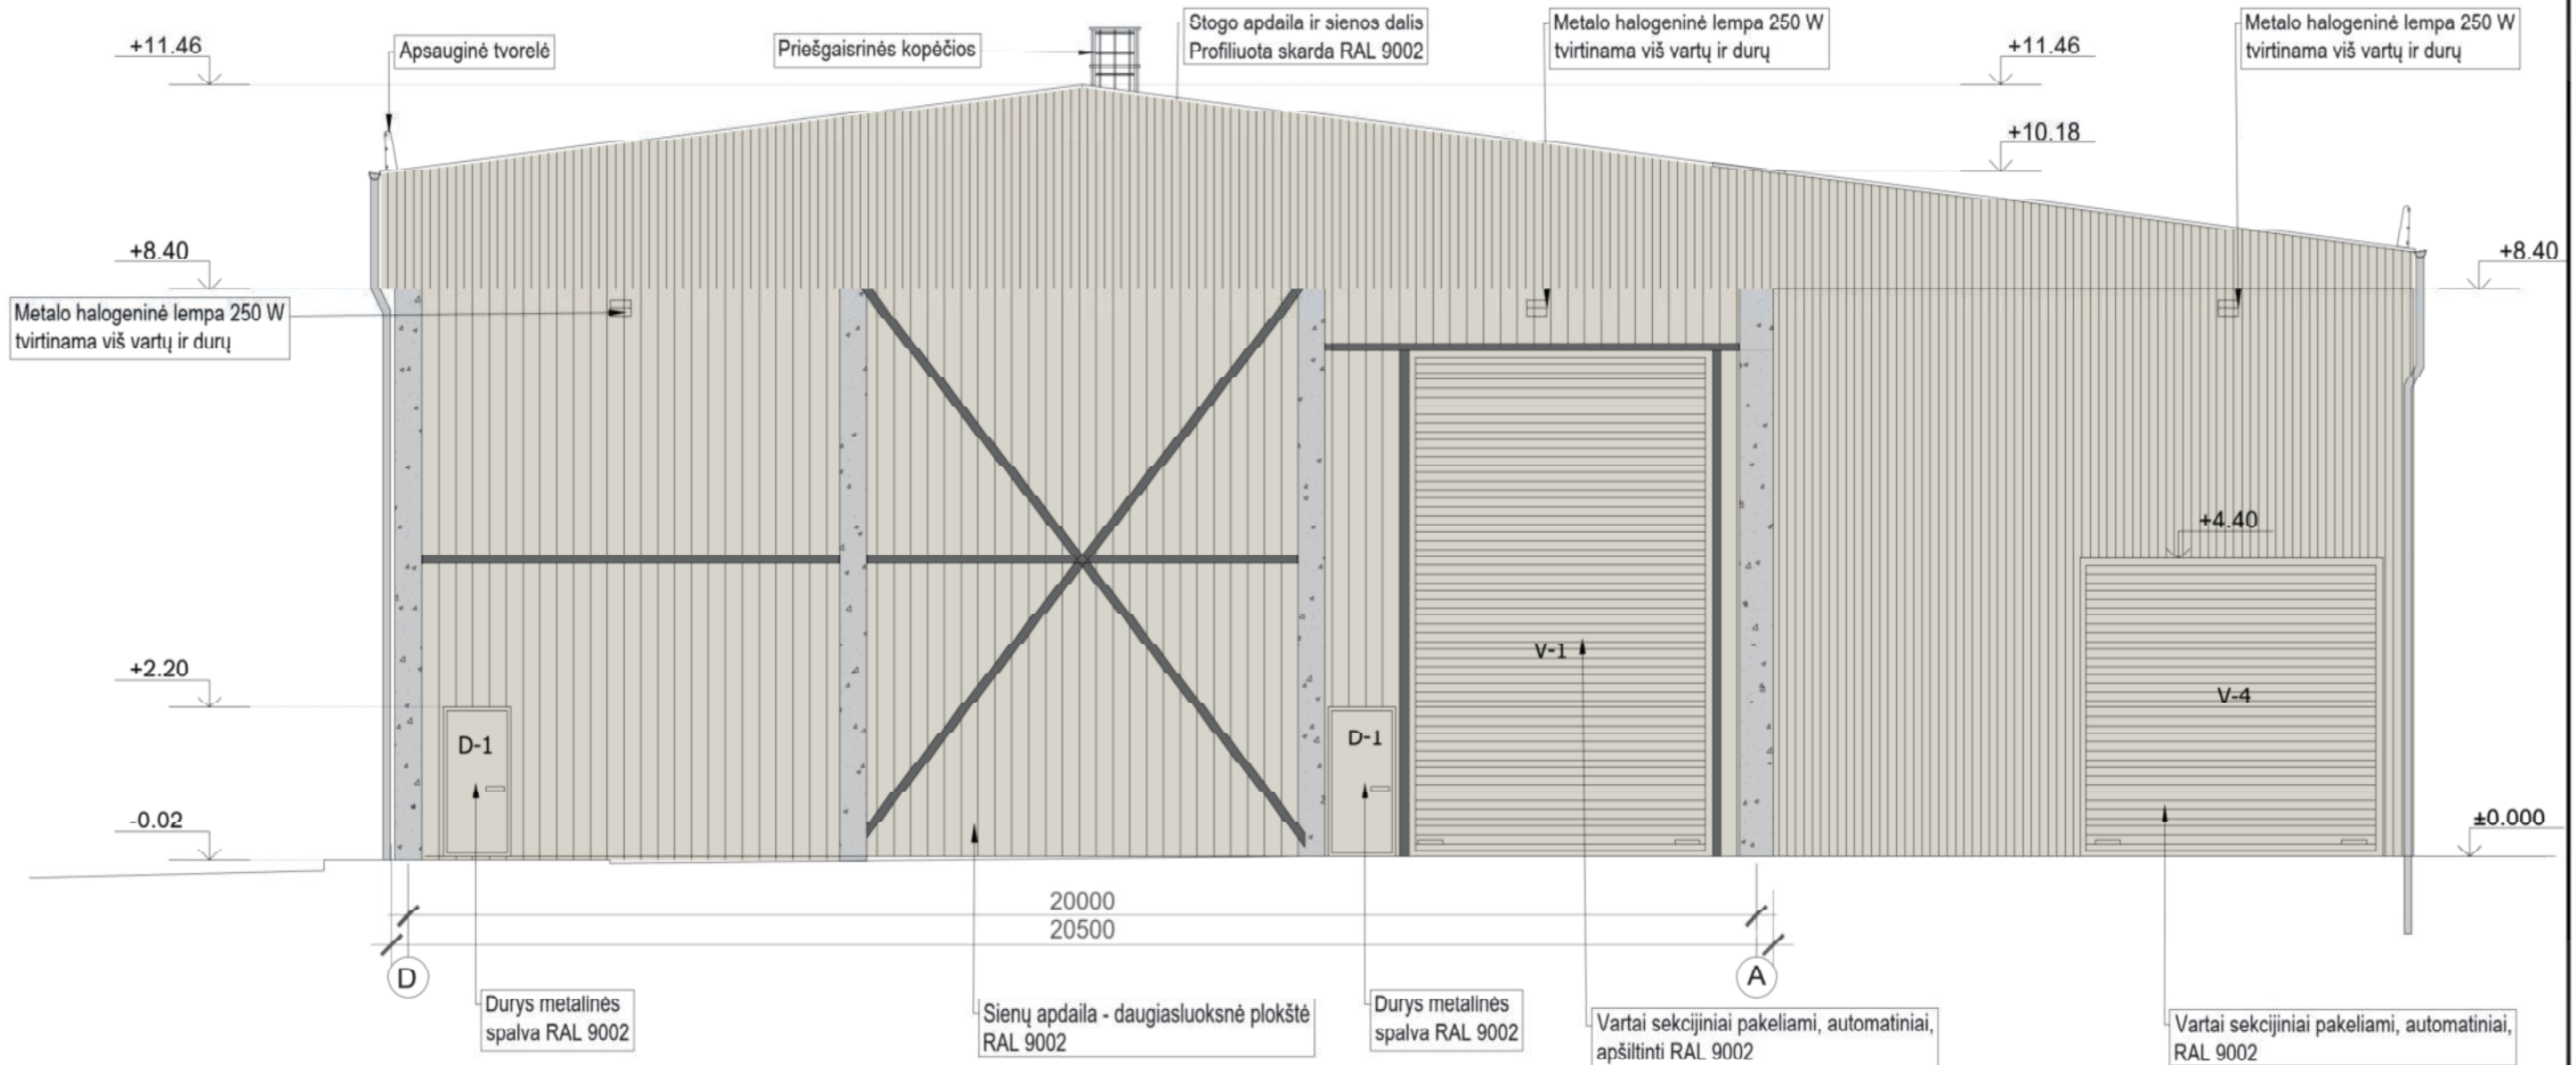 +11.46
Apsauginė tvorelė
Priešgaisrinės kopėčios
Stogo apdaila ir sienos dalis
Profiliuota skarda RAL 9002
Metalo halogeninė lempa 250 W
tvirtinama viš vartų ir durų
+11.46
Metalo halogeninė lempa 250 W
tvirtinama viš vartų ir durų
+10.18
+8.40
+8.40
Metalo halogeninė lempa 250 W
tvirtinama viš vartų ir durų
+4.40
+2.20
V-1
V-4
D-1
D-1
-0.02
±0.000
20000
20500
D
A
Durys metalinės
spalva RAL 9002
Sienų apdaila - daugiasluoksnė plokštė
RAL 9002
Durys metalinės
spalva RAL 9002
Vartai sekcijiniai pakeliami, automatiniai,
apšiltinti RAL 9002
Vartai sekcijiniai pakeliami, automatiniai,
RAL 9002